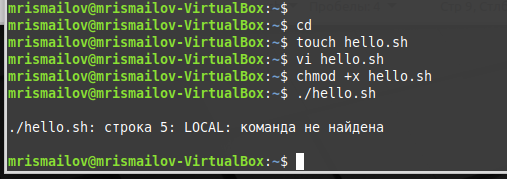 mrismailov@mrismailov-VirtualBox:~$
mrismailov@mrismailov-VirtualBox:~$ cd
mrismailov@mrismailov-VirtualBox:~$ touch hello.sh
mrismailov@mrismailov-VirtualBox:~$ vi hello.sh
mrismailov@mrismailov-VirtualBox:~$ chmod +x hello.sh
mrismailov@mrismailov-VirtualBox:~$ ./hello.sh
./hello.sh: строка 5: LOCAL: команда не найдена
mrismailov@mrismailov-VirtualBox:~$